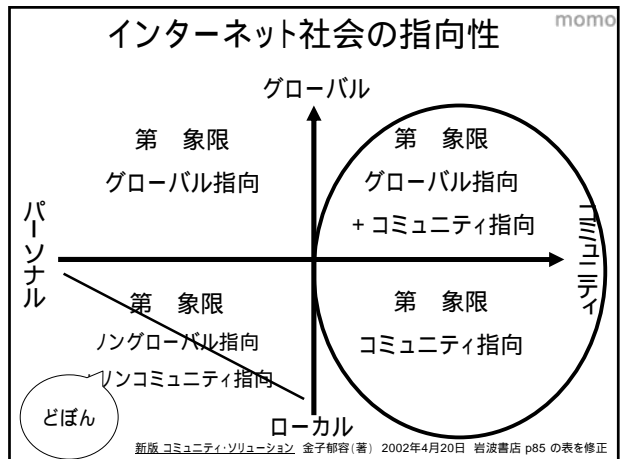 インターネット社会の指向性
momo
グローバル
第　象限
グローバル指向
第　象限
グローバル指向
+ コミュニティ指向
パーソナル
コミュニティ
第　象限
ノングローバル指向
ノンコミュニティ指向
第　象限
コミュニティ指向
どぼん
ローカル
新版 コミュニティ・ソリューション 金子郁容(著) 2002年4月20日 岩波書店 p85 の表を修正